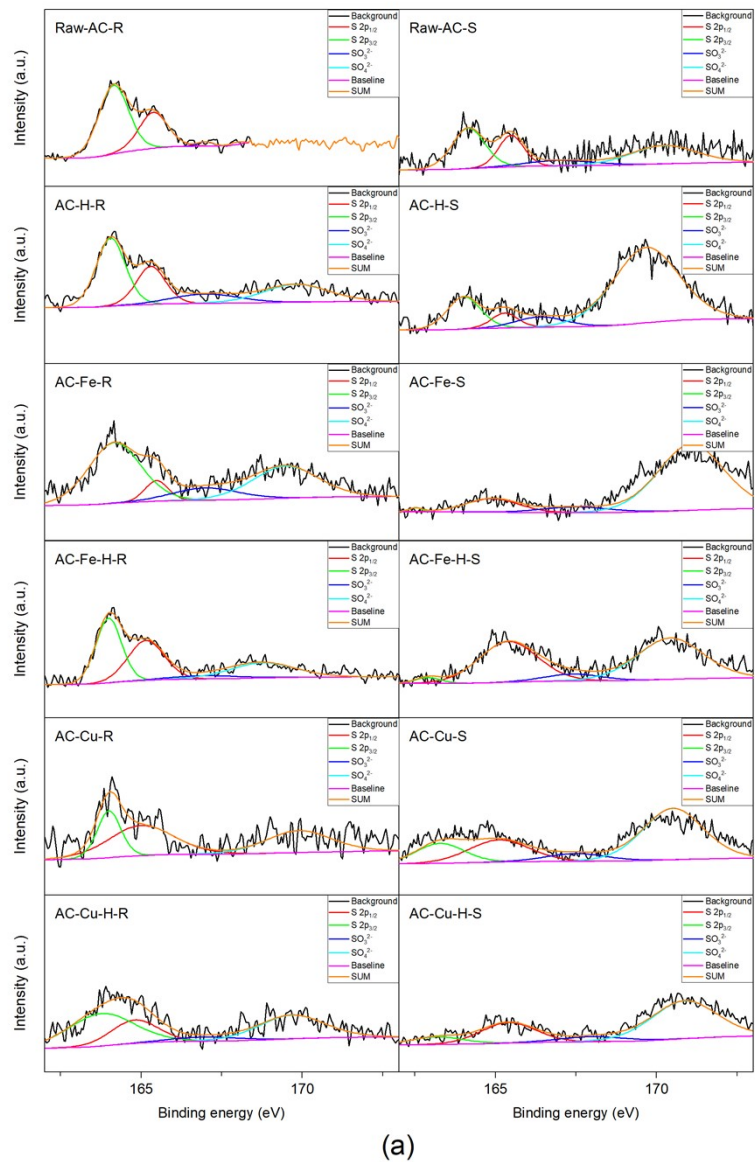 Raw-AC-R
Intensity (a.u.)
Background
S 2p1/2
S 2p3/2
SO3 2-
SO4 2-
Baseline
SUM
Raw-AC-S
Intensity (a.u.)
Background
S 2p1/2
S 2p3/2
SO3 2-
SO4 2-
Baseline
SUM
AC-H-R
Intensity (a.u.)
Background
S 2p1/2
S 2p3/2
SO3 2-
SO4 2-
Baseline
SUM
AC-H-S
Intensity (a.u.)
Background
S 2p1/2
S 2p3/2
SO3 2-
SO4 2-
Baseline
SUM
AC-Fe-R
Intensity (a.u.)
Background
S 2p1/2
S 2p3/2
SO3 2-
SO4 2-
Baseline
SUM
AC-Fe-S
Intensity (a.u.)
Background
S 2p1/2
S 2p3/2
SO3 2-
SO4 2-
Baseline
SUM
AC-Fe-H-R
Intensity (a.u.)
Background
S 2p1/2
S 2p3/2
SO3 2-
SO4 2-
Baseline
SUM
AC-Fe-H-S
Intensity (a.u.)
Background
S 2p1/2
S 2p3/2
SO3 2-
SO4 2-
Baseline
SUM
AC-Cu-R
Intensity (a.u.)
Background
S 2p1/2
S 2p3/2
SO3 2-
SO4 2-
Baseline
SUM
AC-Cu-S
Intensity (a.u.)
Background
S 2p1/2
S 2p3/2
SO3 2-
SO4 2-
Baseline
SUM
AC-Cu-H-R
Intensity (a.u.)
Background
S 2p1/2
S 2p3/2
SO3 2-
SO4 2-
Baseline
SUM
AC-Cu-H-S
Intensity (a.u.)
Background
S 2p1/2
S 2p3/2
SO3 2-
SO4 2-
Baseline
SUM
165 170 165 170
Binding energy (eV) Binding energy (eV)
(a)